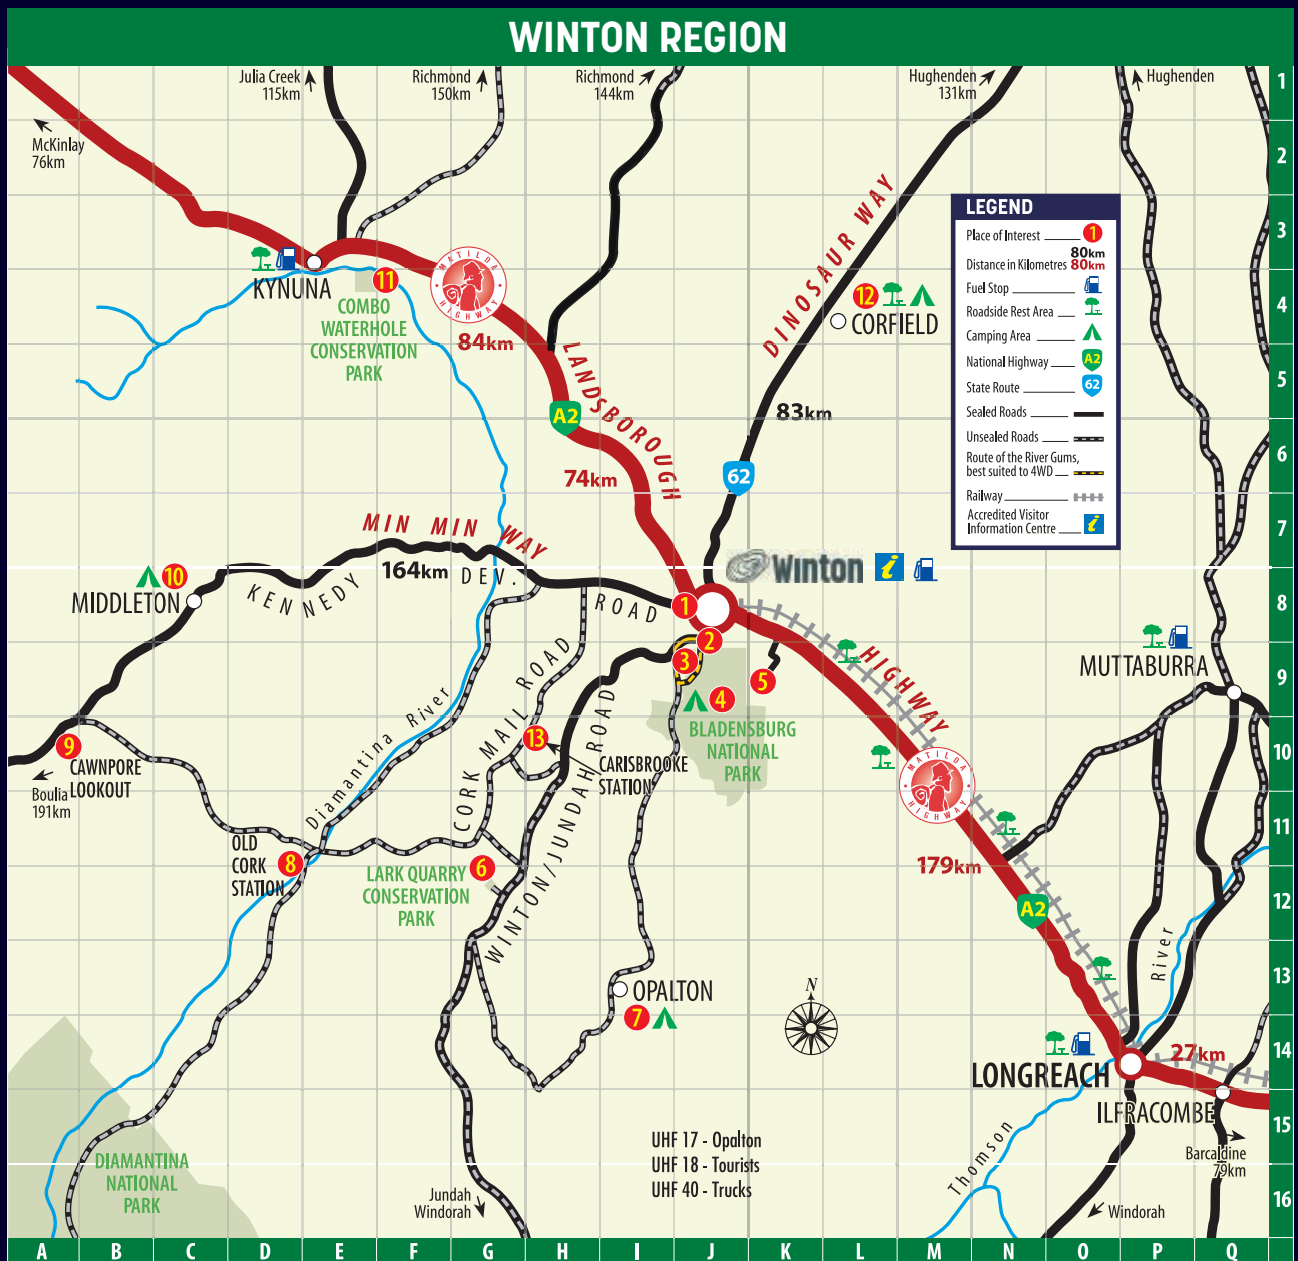 WINTON REGION
Julia Creek
115km
Richmond
150km
Richmond
144km
Hughenden
131km
Hughenden
1
McKinlay
76km
2
DINOSAUR WAY
LEGEND
Place of Interest 1
Distance in Kilometres 80km
80km
Fuel Stop
Roadside Rest Area
Camping Area
National Highway A2
State Route 62
Sealed Roads
Unsealed Roads
Route of the River Gums,
best suited to 4WD
Railway
Accredited Visitor
Information Centre
3
KYNUNA
11
COMBO
WATERHOLE
CONSERVATION
PARK
MATILDA
HIGHWAY
84km
12
CORFIELD
4
LANDSBOROUGH
5
A2
83km
74km
62
6
MIN MIN WAY
7
164km
KENNEDY DEV. ROAD
Winton
10
MIDDLETON
1
8
2
3
4
5
HIGHWAY
MUTTABURRA
9
BLADENSBURG
NATIONAL
PARK
Diamantina River
CORK MAIL ROAD
13
CARISBROOKE
STATION
WINTON/JUNDAH ROAD
9
CAWNPORE
LOOKOUT
Boulia
191km
10
MATILDA
HIGHWAY
11
OLD
CORK
STATION
8
6
LARK QUARRY
CONSERVATION
PARK
179km
A2
12
River
13
OPALTON
7
N
LONGREACH
27km
14
ILFRACOMBE
15
Barcaldine
79km
Thomson
UHF 17 - Opalton
UHF 18 - Tourists
UHF 40 - Trucks
DIAMANTINA
NATIONAL
PARK
Jundah
Windorah
Windorah
16
A B C D E F G H I J K L M N O P Q